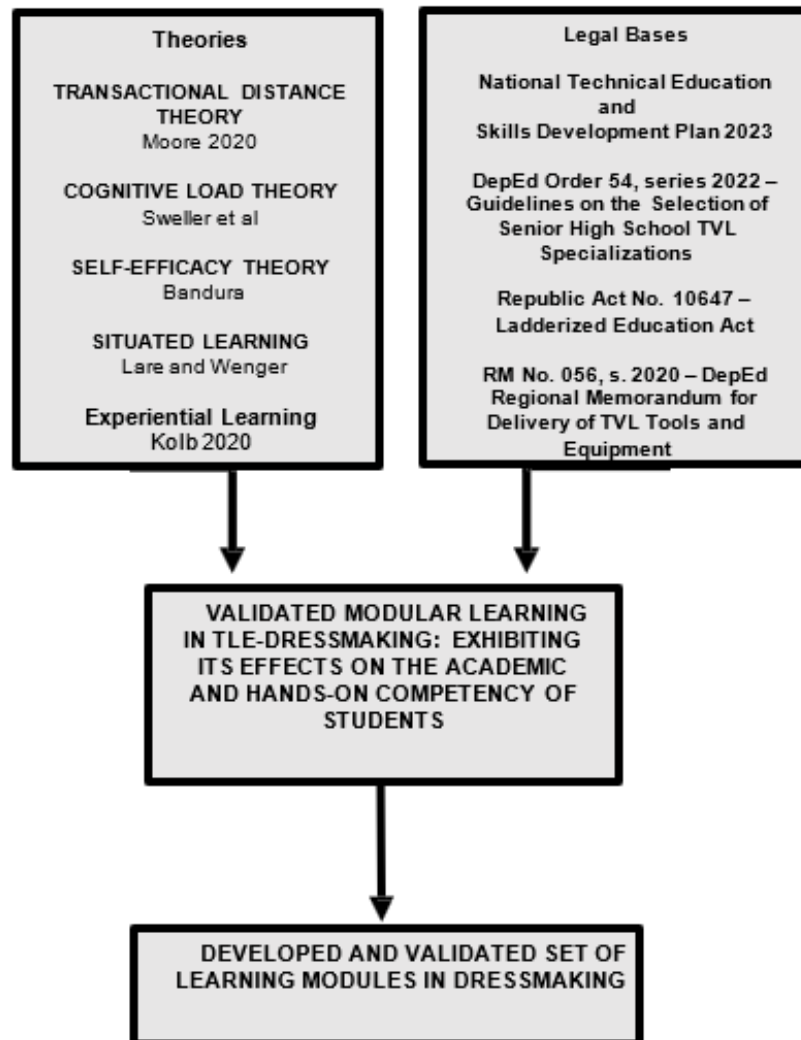 Theories
TRANSACTIONAL DISTANCE
THEORY
Moore 2020
COGNITIVE LOAD THEORY
Sweller et al
SELF-EFFICACY THEORY
Bandura
SITUATED LEARNING
Lare and Wenger
Experiential Learning
Kolb 2020
Legal Bases
National Technical Education
and
Skills Development Plan 2023
DepEd Order 54, series 2022 –
Guidelines on the Selection of
Senior High School TVL
Specializations
Republic Act No. 10647 –
Ladderized Education Act
RM No. 056, s. 2020 – DepEd
Regional Memorandum for
Delivery of TVL Tools and
Equipment
VALIDATED MODULAR LEARNING
IN TLE-DRESSMAKING: EXHIBITING
ITS EFFECTS ON THE ACADEMIC
AND HANDS-ON COMPETENCY OF
STUDENTS
DEVELOPED AND VALIDATED SET OF
LEARNING MODULES IN DRESSMAKING